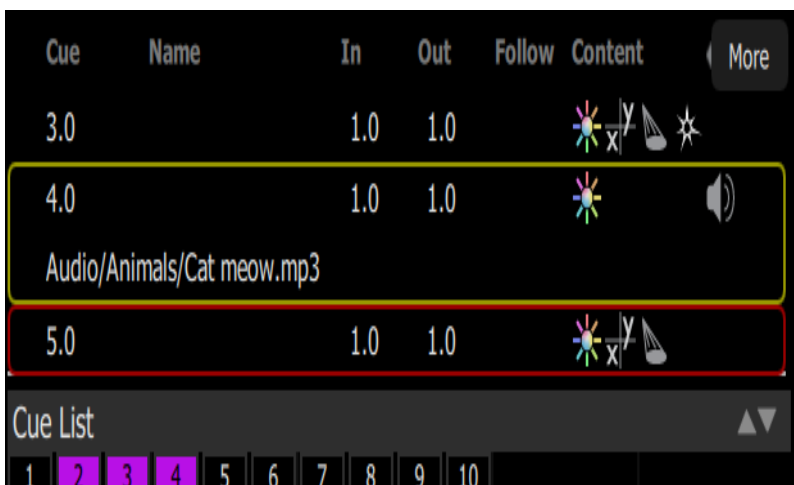 Cue Name In Out Follow Content More
3.0 1.0 1.0
4.0 1.0 1.0
Audio/Animals/Cat meow.mp3
5.0 1.0 1.0
Cue List
1 2 3 4 5 6 7 8 9 10